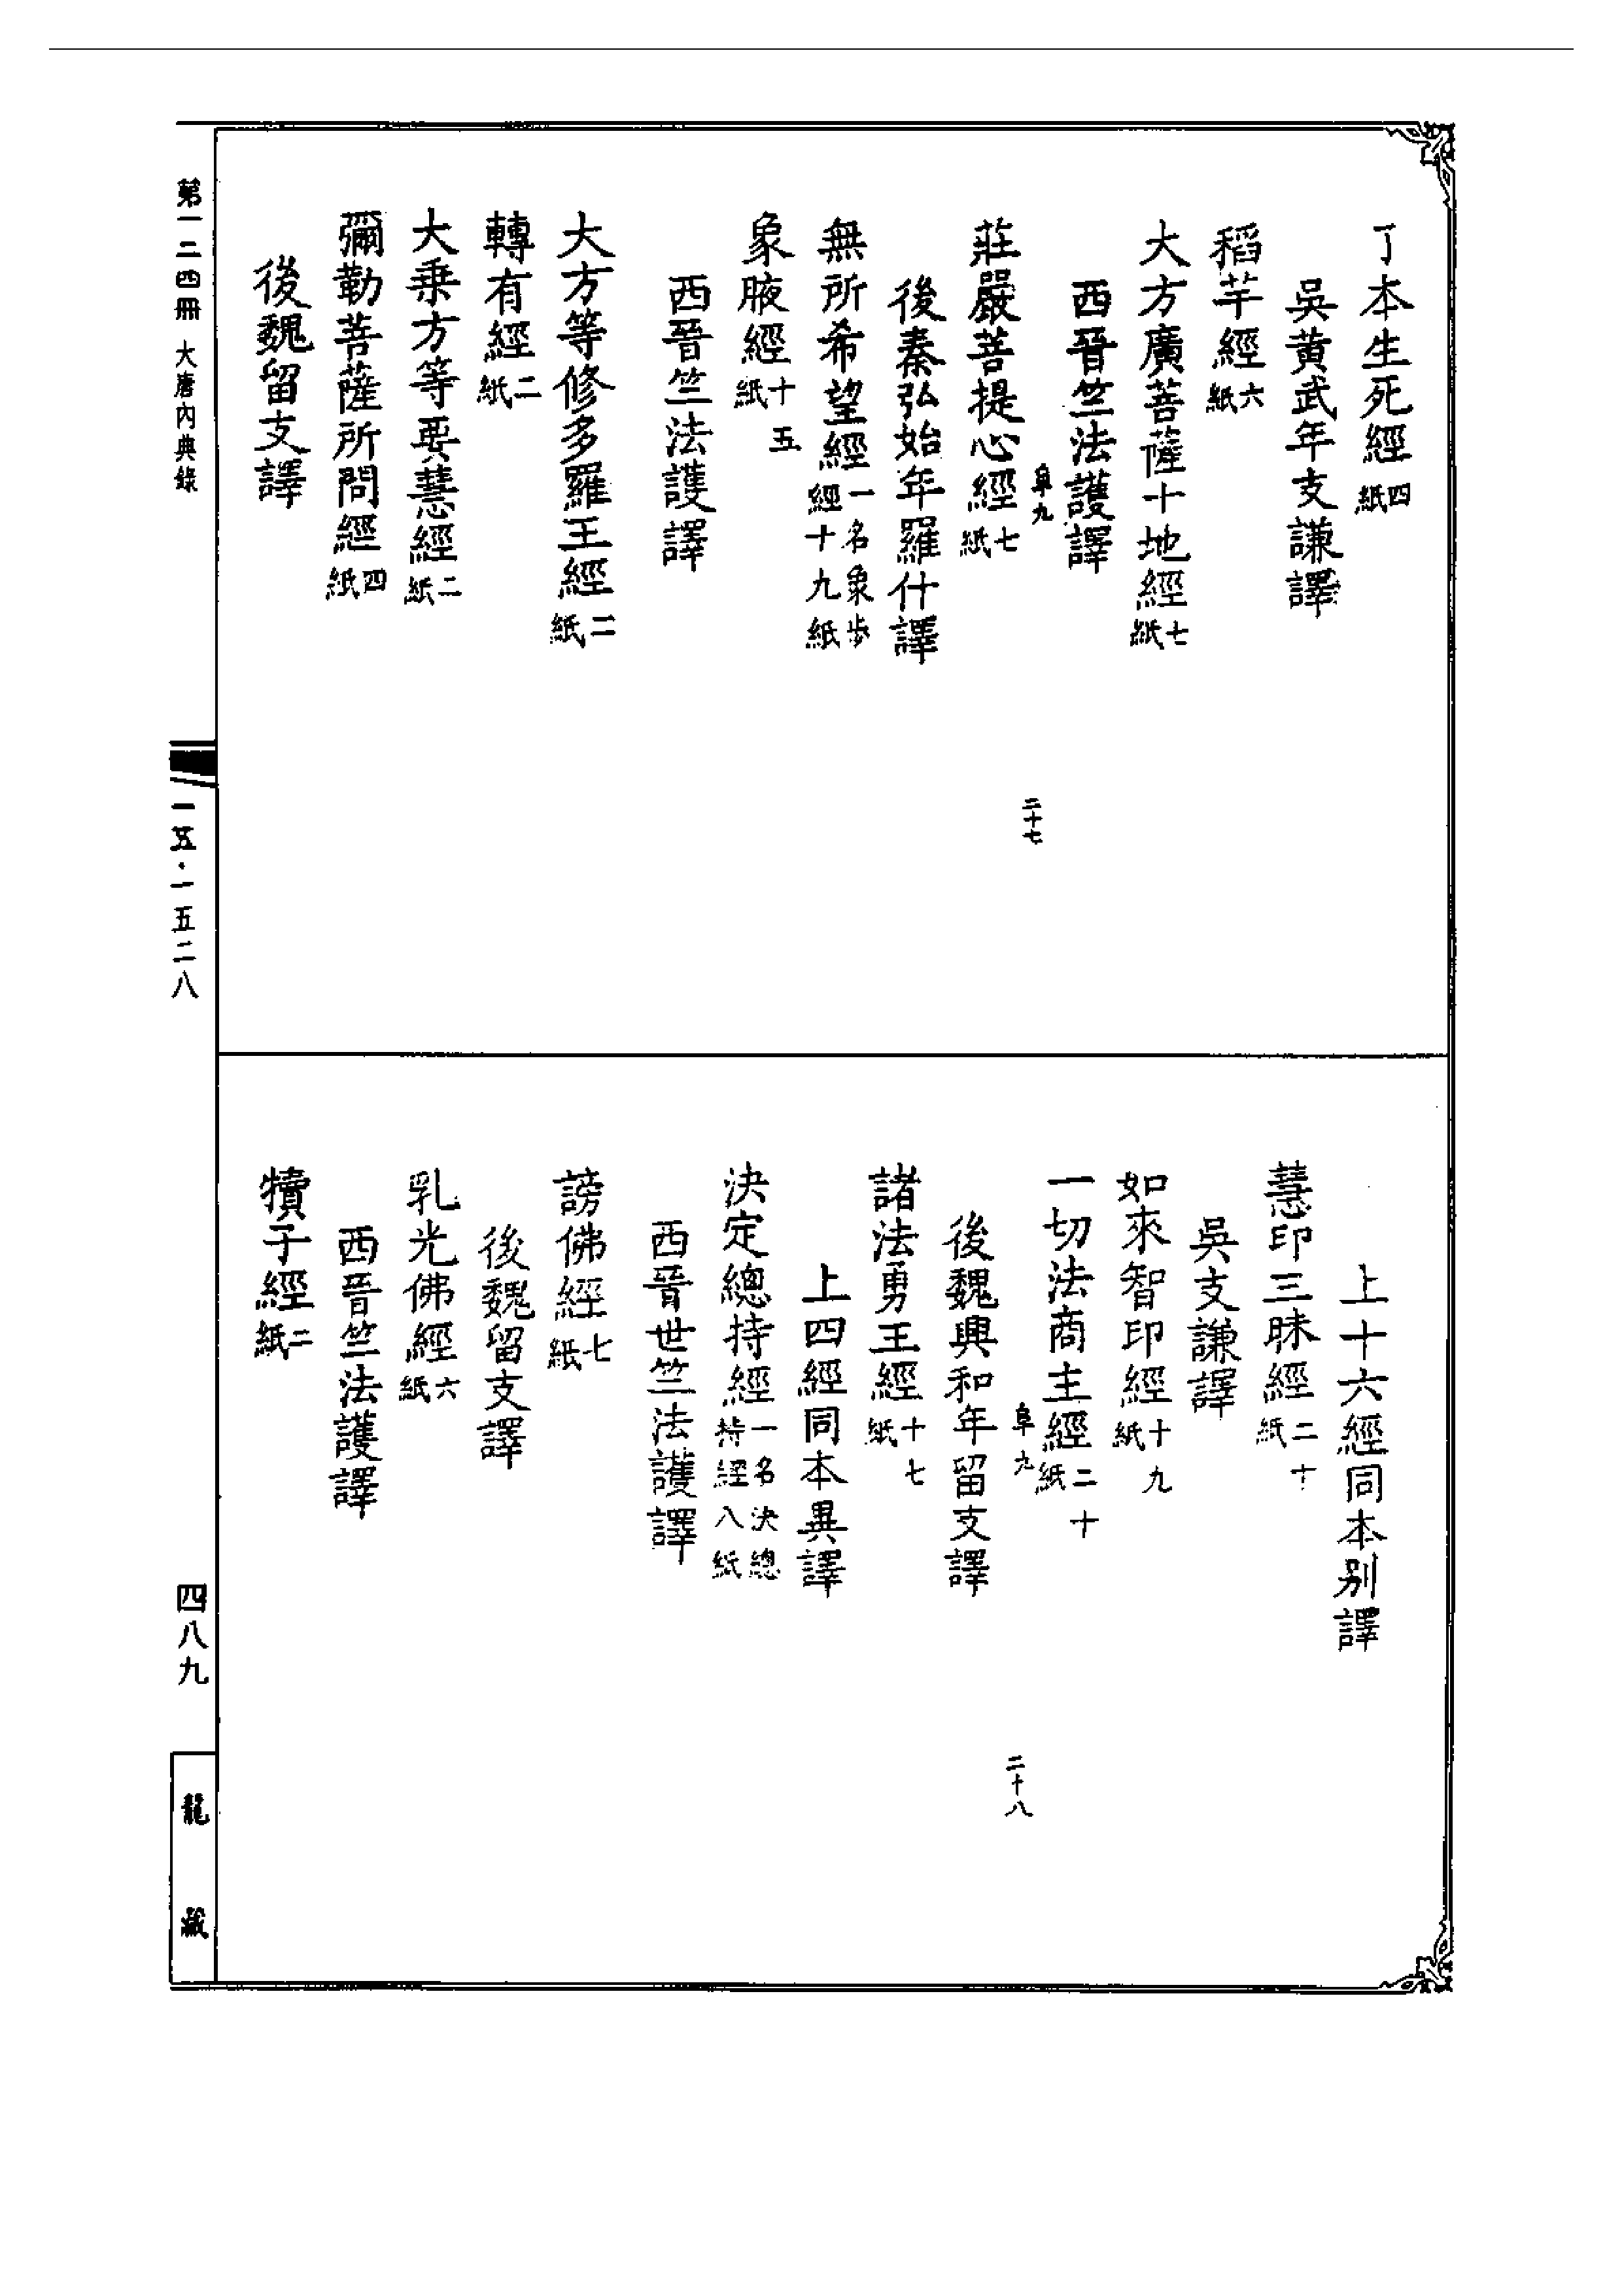 了本生死經四紙
吳黃武年支謙譯
稻芉經六紙
大方廣菩薩十地經七紙
西晉竺法護譯
阜九
二十七
莊嚴菩提心經七紙
後秦弘始年羅什譯
無所希望經一名象步經十九紙
象腋經十五紙
西晉竺法護譯
大方等修多羅王經二紙
轉有經二紙
大乗方等要慧經二紙
彌勒菩薩所問經四紙
後魏留支譯
上十六經同本別譯
慧印三昧經二十紙
吳支謙譯
如來智印經十九紙
一切法商主經二十紙
阜九
二十八
後魏興和年留支譯
諸法勇王經十七紙
上四經同本異譯
決定總持經一名決總持經八紙
西晉世竺法護譯
謗佛經七紙
後魏留支譯
乳光佛經六紙
西晉竺法護譯
犢子經二紙
第一二四冊 大唐內典錄
一五·一五二八
四八九
龍藏